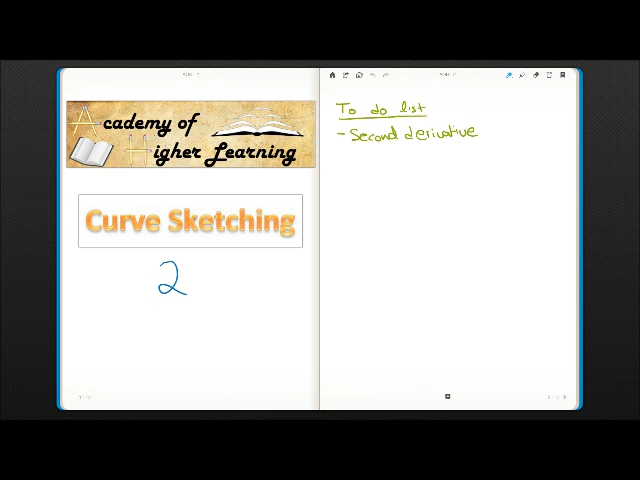 Academy of
Higher Learning
Curve Sketching
2
To do list
- Second derivative